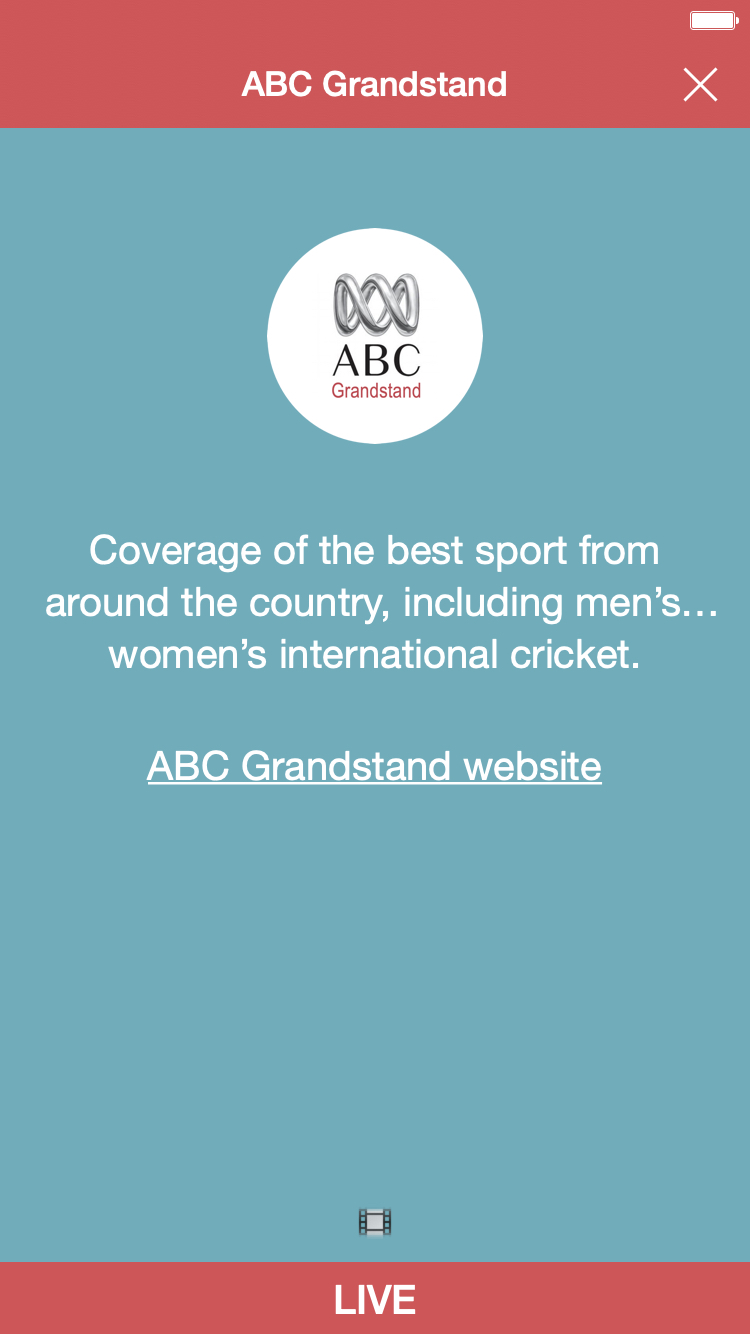 ABC Grandstand
ABC
Grandstand
Coverage of the best sport from
around the country, including men’s…
women’s international cricket.
ABC Grandstand website
LIVE